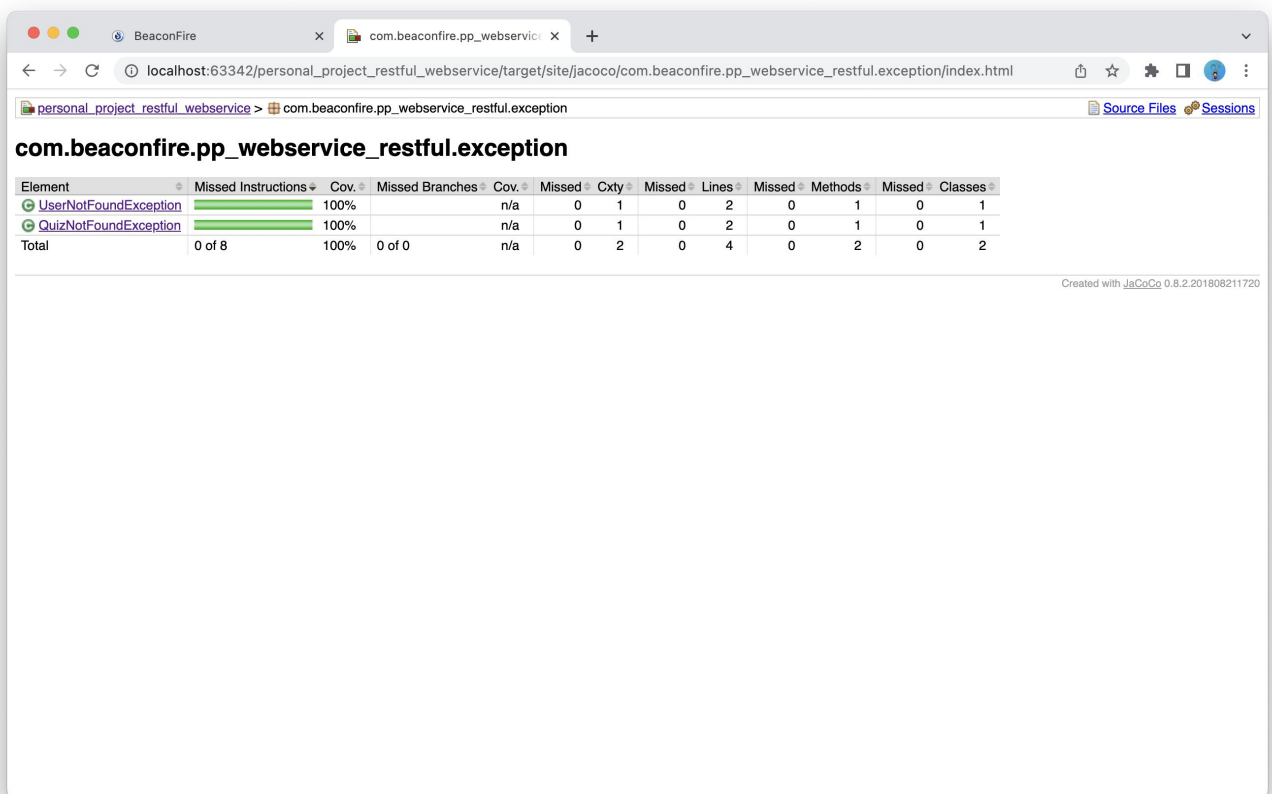 BeaconFire
com.beaconfire.pp_webservice
localhost:63342/personal_project_restful_webservice/target/site/jacoco/com.beaconfire.pp_webservice_restful.exception/index.html
personal_project_restful_webservice > com.beaconfire.pp_webservice_restful.exception Source Files Sessions
com.beaconfire.pp_webservice_restful.exception
Element Missed Instructions Cov. Missed Branches Cov. Missed Cxty Missed Lines Missed Methods Missed Classes
UserNotFoundException 100% n/a 0 1 0 2 0 1 0 1
QuizNotFoundException 100% n/a 0 1 0 2 0 1 0 1
Total 0 of 8 100% 0 of 0 n/a 0 2 0 4 0 2 0 2
Created with JaCoCo 0.8.2.201808211720